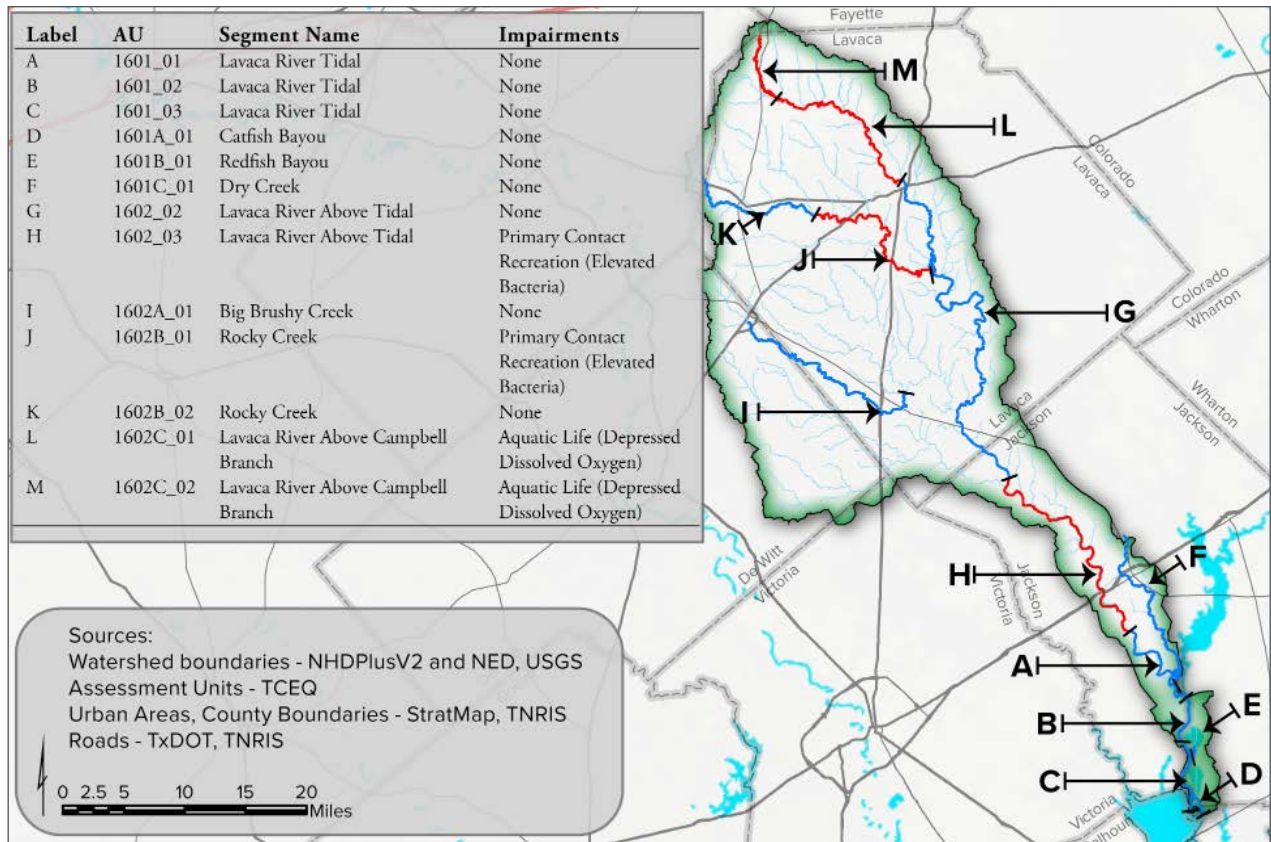 Label AU Segment Name Impairments
A 1601_01 Lavaca River Tidal None
B 1601_02 Lavaca River Tidal None
C 1601_03 Lavaca River Tidal None
D 1601A_01 Catfish Bayou None
E 1601B_01 Redfish Bayou None
F 1601C_01 Dry Creek None
G 1602_02 Lavaca River Above Tidal None
H 1602_03 Lavaca River Above Tidal Primary Contact
Recreation (Elevated
Bacteria)
I 1602A_01 Big Brushy Creek None
J 1602B_01 Rocky Creek Primary Contact
Recreation (Elevated
Bacteria)
K 1602B_02 Rocky Creek None
L 1602C_01 Lavaca River Above Campbell Aquatic Life (Depressed
Branch Dissolved Oxygen)
M 1602C_02 Lavaca River Above Campbell Aquatic Life (Depressed
Branch Dissolved Oxygen)
Fayette
Lavaca
M
L
Colorado
Lavaca
K
J
G
Colorado
Wharton
I
Lavaca
Jackson
Wharton
Jackson
De Witt
Victoria
H
Jackson
Victoria
F
A
E
B
C
D
Victoria
Calhoun
Sources:
Watershed boundaries - NHDPlusV2 and NED, USGS
Assessment Units - TCEQ
Urban Areas, County Boundaries - StratMap, TNRIS
Roads - TxDOT, TNRIS
0 2.5 5 10 15 20
Miles